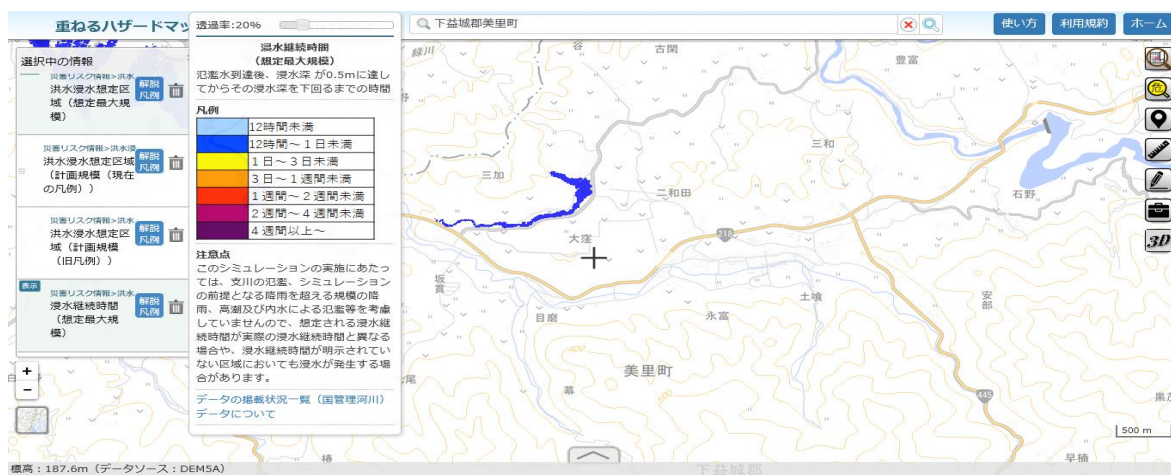 重ねるハザードマッ
透過率:20%
下益城郡美里町
使い方
利用規約
ホーム
選択中の情報
災害リスク情報>洪水
洪水浸水想定区
域（想定最大規
模）
解説
凡例
災害リスク情報>洪水浸
洪水浸水想定区域
（計画規模（現在
の凡例））
解説
凡例
災害リスク情報>洪水
洪水浸水想定区
域（計画規模
（旧凡例））
解説
凡例
表示
災害リスク情報>洪水
浸水継続時間
（想定最大規
模）
解説
凡例
浸水継続時間
（想定最大規模）
氾濫水到達後、浸水深 が0.5mに達し
てからその浸水深を下回るまでの時間
凡例
12時間未満
12時間～１日未満
１日～３日未満
３日～１週間未満
１週間～２週間未満
２週間～４週間未満
４週間以上～
注意点
このシミュレーションの実施にあたっ
ては、支川の氾濫、シミュレーション
の前提となる降雨を超える規模の降
雨、高潮及び内水による氾濫等を考慮
していませんので、想定される浸水継
続時間が実際の浸水継続時間と異なる
場合や、浸水継続時間が明示されてい
ない区域においても浸水が発生する場
合があります。
データの掲載状況一覧（国管理河川）
データについて
緑川
谷
古閑
豊富
三加
三和
二和田
石野
大窪
218
坂貫
目磨
永富
土喰
安部
美里町
幕
445
椿
下益城郡
早楠
危
3D
+
−
500 m
標高：187.6m（データソース：DEM5A）